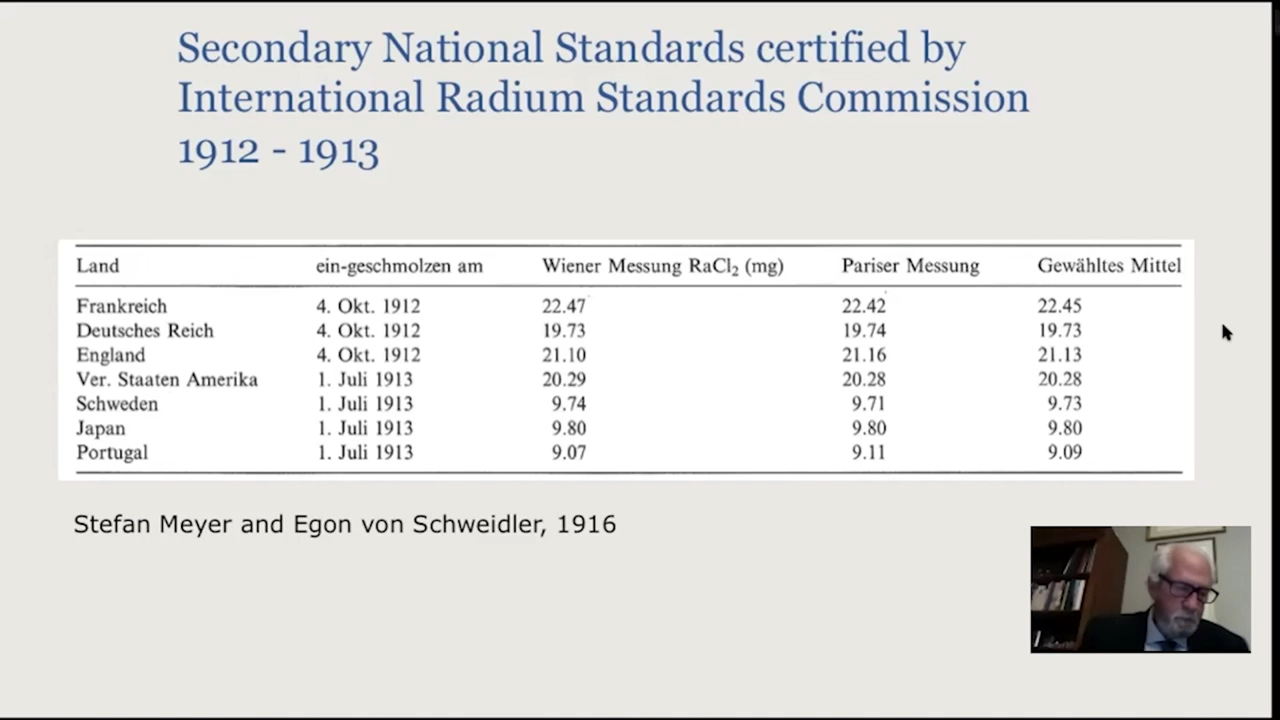 Secondary National Standards certified by
International Radium Standards Commission
1912 - 1913
Land ein-geschmolzen am Wiener Messung RaCl₂ (mg) Pariser Messung Gewähltes Mittel
Frankreich 4. Okt. 1912 22.47 22.42 22.45
Deutsches Reich 4. Okt. 1912 19.73 19.74 19.73
England 4. Okt. 1912 21.10 21.16 21.13
Ver. Staaten Amerika 1. Juli 1913 20.29 20.28 20.28
Schweden 1. Juli 1913 9.74 9.71 9.73
Japan 1. Juli 1913 9.80 9.80 9.80
Portugal 1. Juli 1913 9.07 9.11 9.09
Stefan Meyer and Egon von Schweidler, 1916